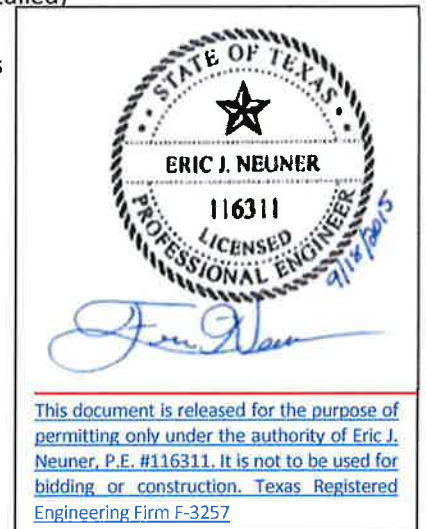 talled)
s
STATE OF TEXAS
ERIC J. NEUNER
116311
LICENSED
PROFESSIONAL ENGINEER
9/18/2015
This document is released for the purpose of
permitting only under the authority of Eric J.
Neuner, P.E. #116311. It is not to be used for
bidding or construction. Texas Registered
Engineering Firm F-3257